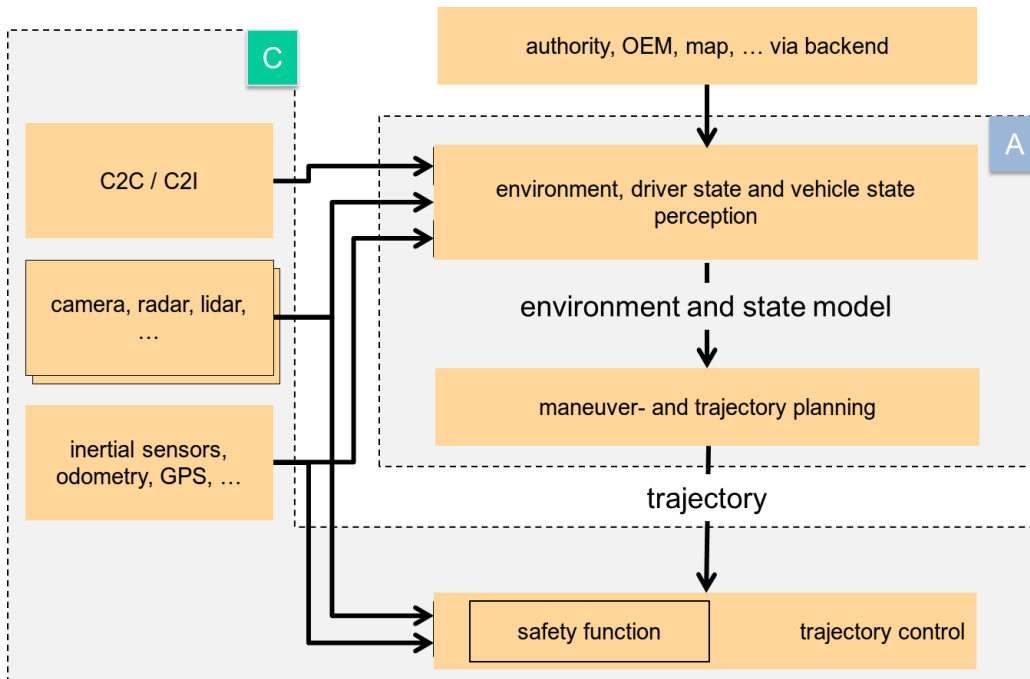 authority, OEM, map, … via backend
C
A
C2C / C2I
environment, driver state and vehicle state
perception
camera, radar, lidar,
…
environment and state model
maneuver- and trajectory planning
inertial sensors,
odometry, GPS, …
trajectory
safety function
trajectory control